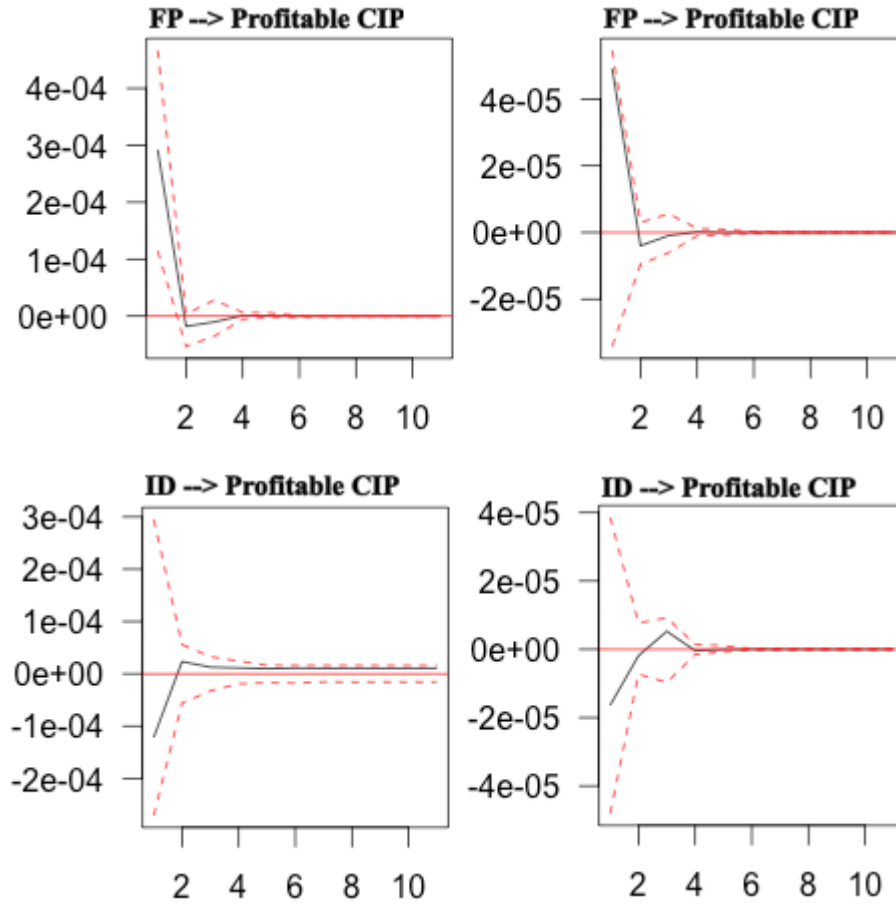 FP --> Profitable CIP
4e-04
3e-04
2e-04
1e-04
0e+00
2 4 6 8 10
FP --> Profitable CIP
4e-05
2e-05
0e+00
-2e-05
2 4 6 8 10
ID --> Profitable CIP
3e-04
2e-04
1e-04
0e+00
-1e-04
-2e-04
2 4 6 8 10
ID --> Profitable CIP
4e-05
2e-05
0e+00
-2e-05
-4e-05
2 4 6 8 10